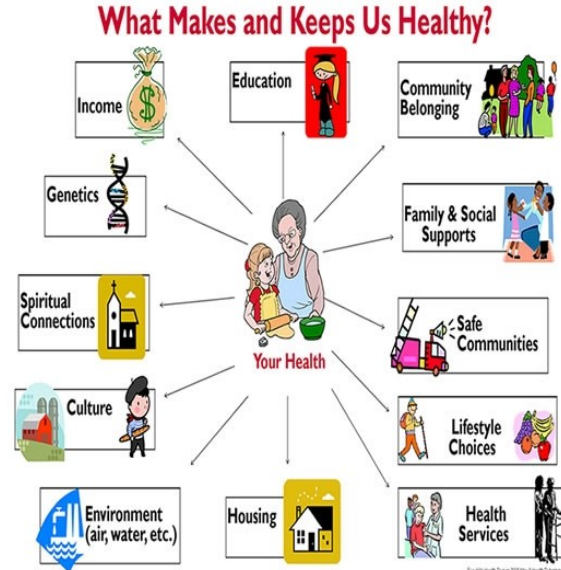 What Makes and Keeps Us Healthy?
Income
$
Education
Community
Belonging
Genetics
Family & Social
Supports
Spiritual
Connections
Safe
Communities
Your Health
Culture
Lifestyle
Choices
Environment
(air, water, etc.)
Housing
Health
Services